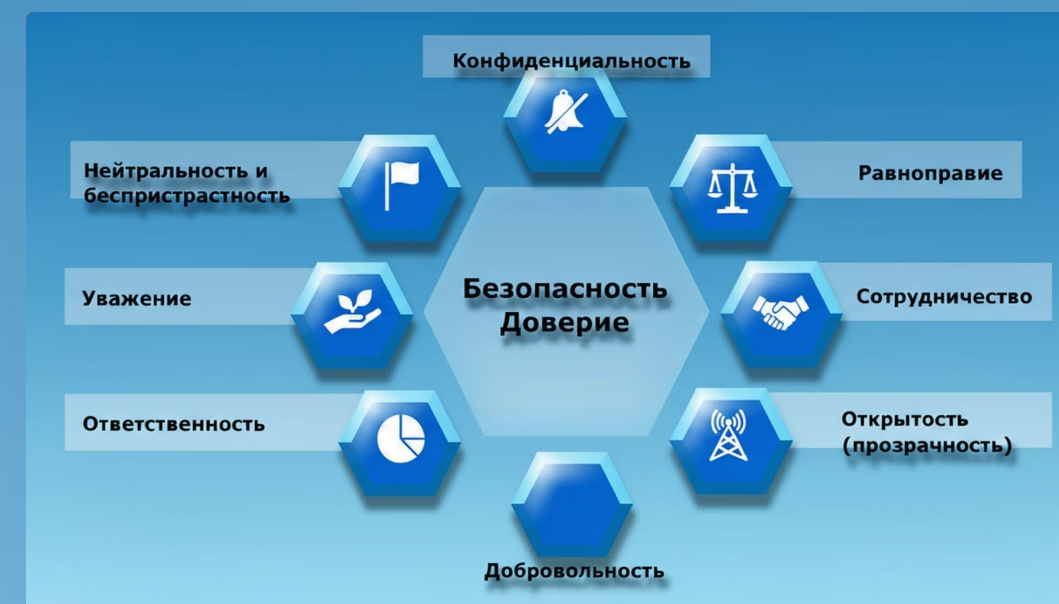 Конфиденциальность
Нейтральность и
беспристрастность
Равноправие
Безопасность
Доверие
Уважение
Сотрудничество
Ответственность
Открытость
(прозрачность)
Добровольность